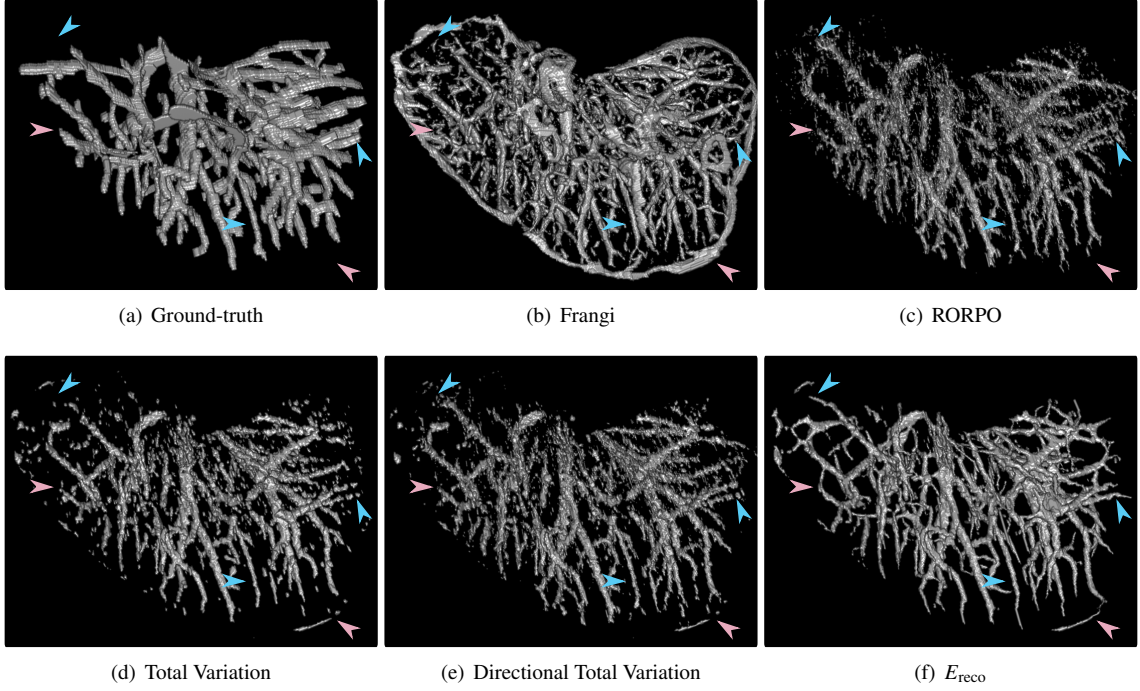 (a) Ground-truth
(b) Frangi
(c) RORPO
(d) Total Variation
(e) Directional Total Variation
(f) E_reco